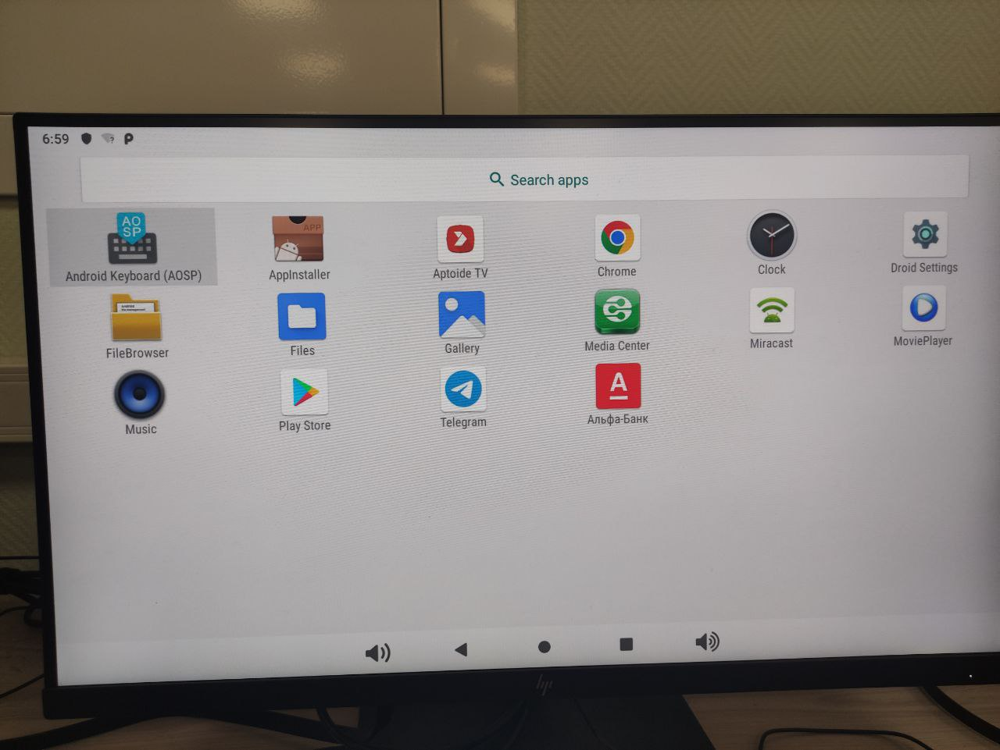 6:59
Search apps
AO
SP
Android Keyboard (AOSP)
APP
AppInstaller
Aptoide TV
Chrome
Clock
Droid Settings
FileBrowser
Files
Gallery
Media Center
Miracast
MoviePlayer
Music
Play Store
Telegram
А
Альфа-Банк
hp